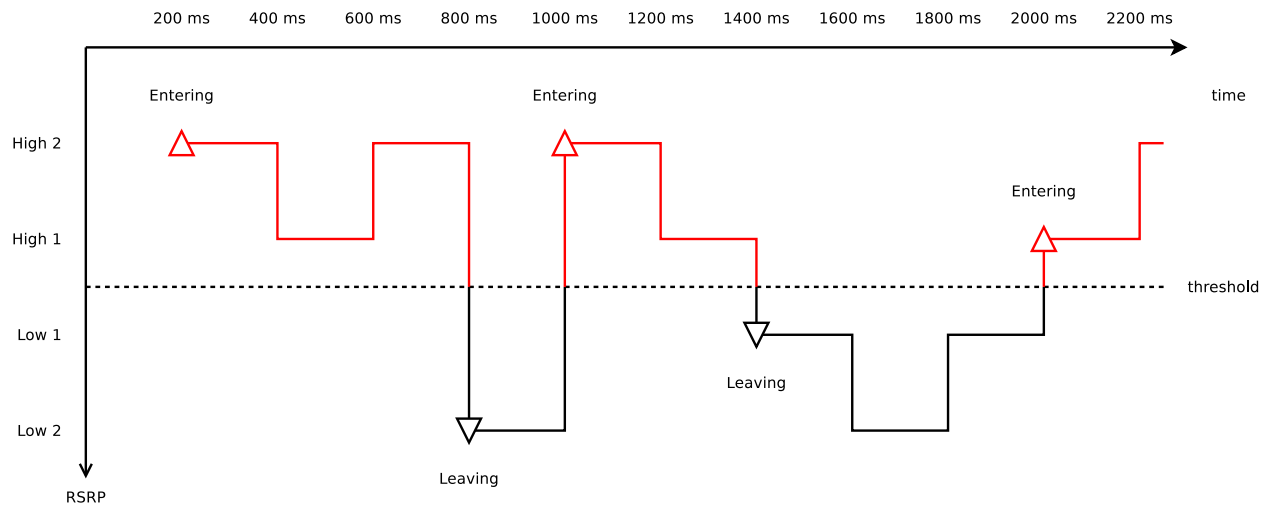 200 ms 400 ms 600 ms 800 ms 1000 ms 1200 ms 1400 ms 1600 ms 1800 ms 2000 ms 2200 ms
Entering Entering time
High 2
Entering
High 1
threshold
Low 1
Leaving
Low 2
Leaving
RSRP